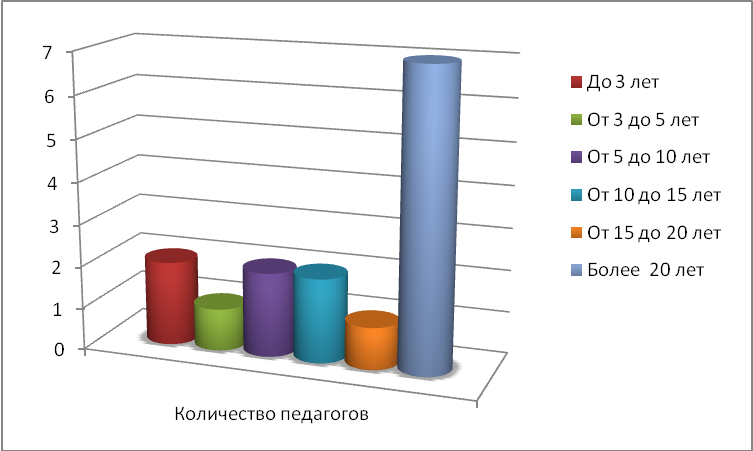 7
6
5
4
3
2
1
0
Количество педагогов
До 3 лет
От 3 до 5 лет
От 5 до 10 лет
От 10 до 15 лет
От 15 до 20 лет
Более 20 лет